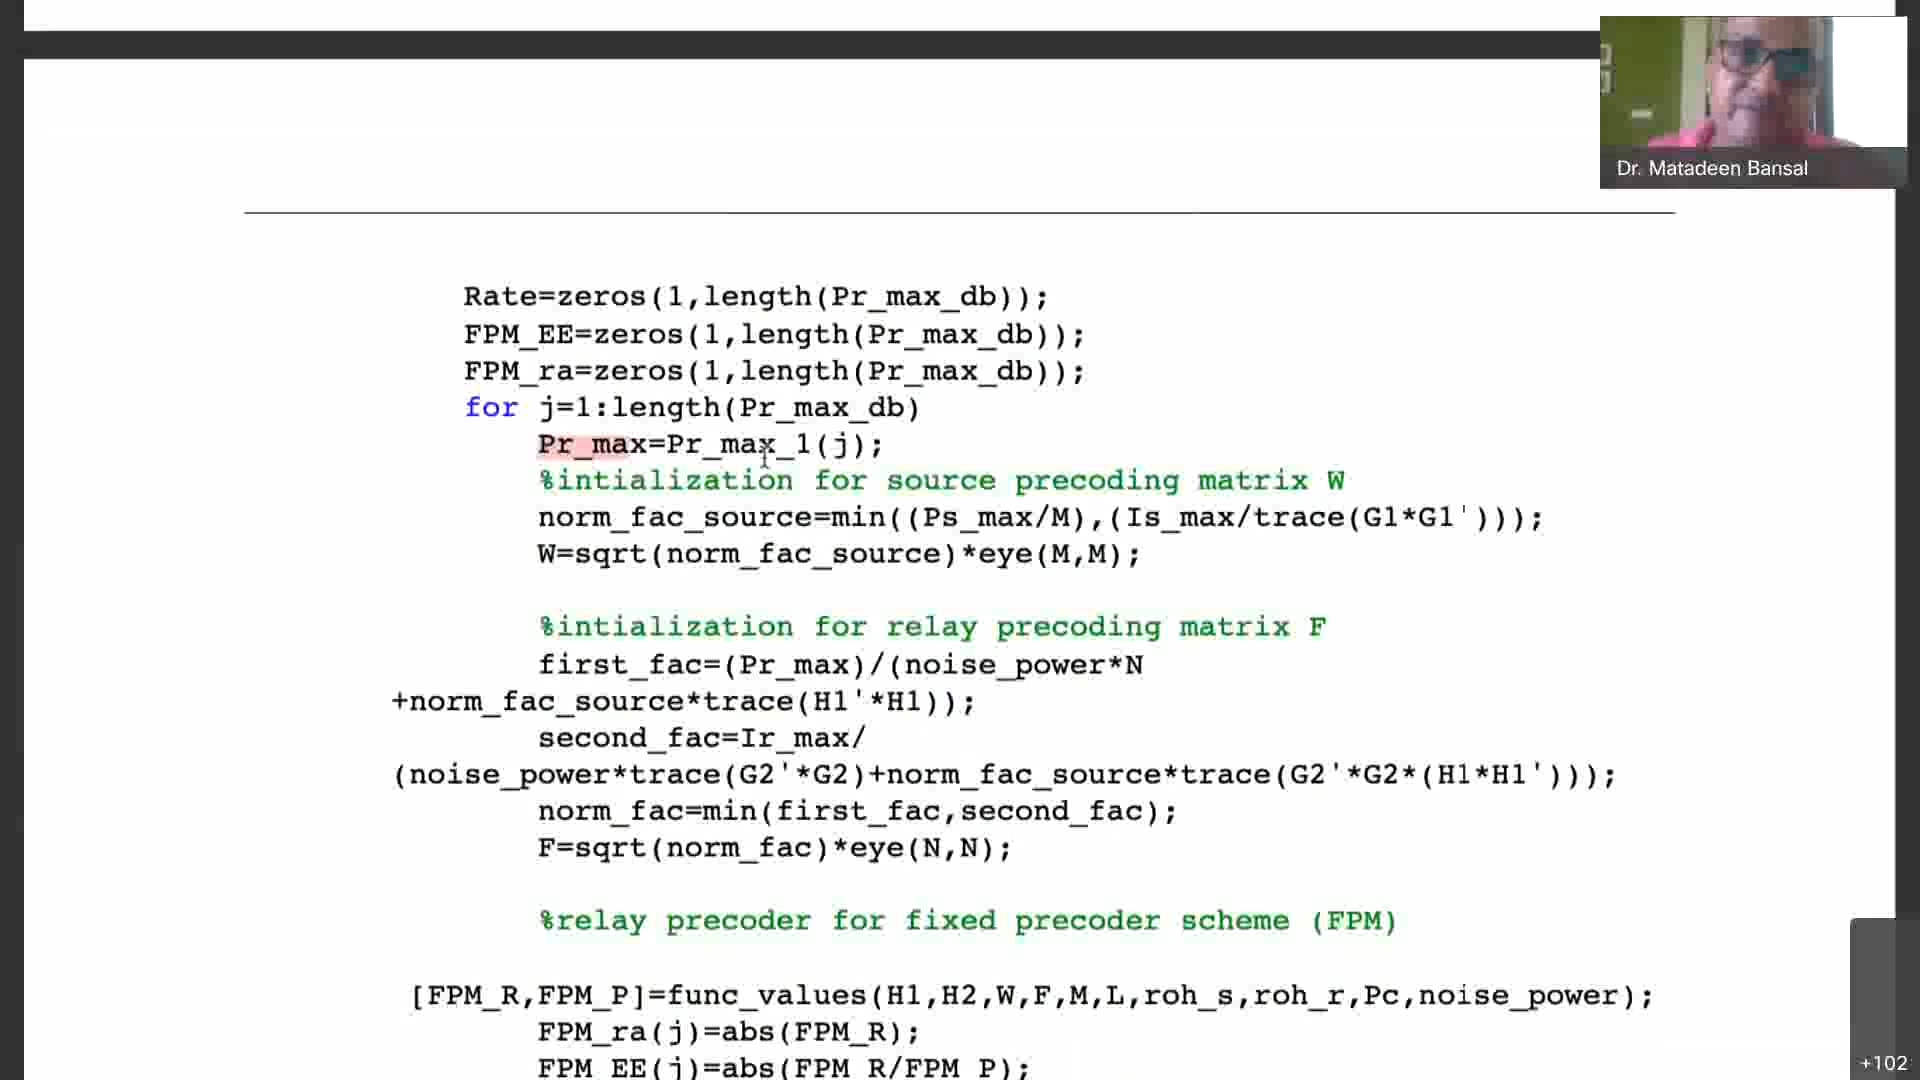 Dr. Matadeen Bansal
Rate=zeros(1,length(Pr_max_db));
FPM_EE=zeros(1,length(Pr_max_db));
FPM_ra=zeros(1,length(Pr_max_db));
for j=1:length(Pr_max_db)
Pr_max=Pr_max_1(j);
%intialization for source precoding matrix W
norm_fac_source=min((Ps_max/M),(Is_max/trace(G1*G1')));
W=sqrt(norm_fac_source)*eye(M,M);
%intialization for relay precoding matrix F
first_fac=(Pr_max)/(noise_power*N
+norm_fac_source*trace(H1'*H1));
second_fac=Ir_max/
(noise_power*trace(G2'*G2)+norm_fac_source*trace(G2'*G2*(H1*H1')));
norm_fac=min(first_fac,second_fac);
F=sqrt(norm_fac)*eye(N,N);
%relay precoder for fixed precoder scheme (FPM)
[FPM_R,FPM_P]=func_values(H1,H2,W,F,M,L,roh_s,roh_r,Pc,noise_power);
FPM_ra(j)=abs(FPM_R);
FPM_EE(j)=abs(FPM_R/FPM_P);
+102